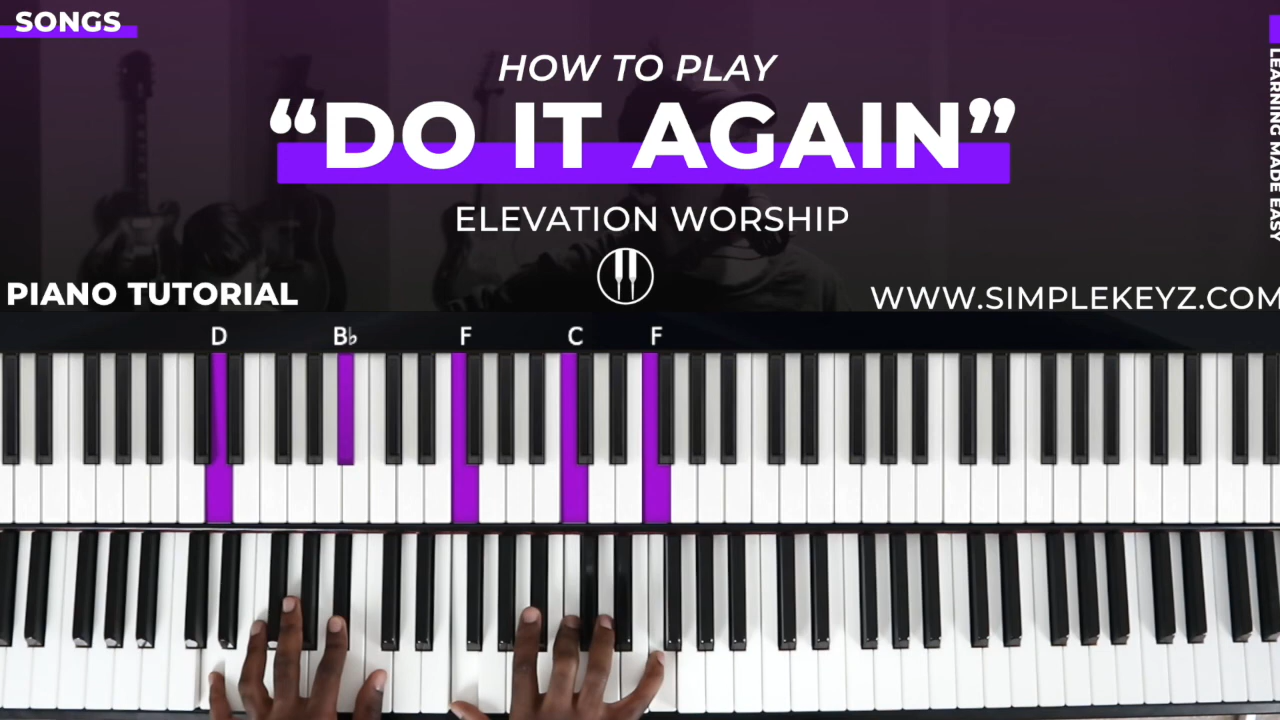 SONGS
HOW TO PLAY
“DO IT AGAIN”
ELEVATION WORSHIP
PIANO TUTORIAL
WWW.SIMPLEKEYZ.COM
LEARNING MADE EASY
D B♭ F C F